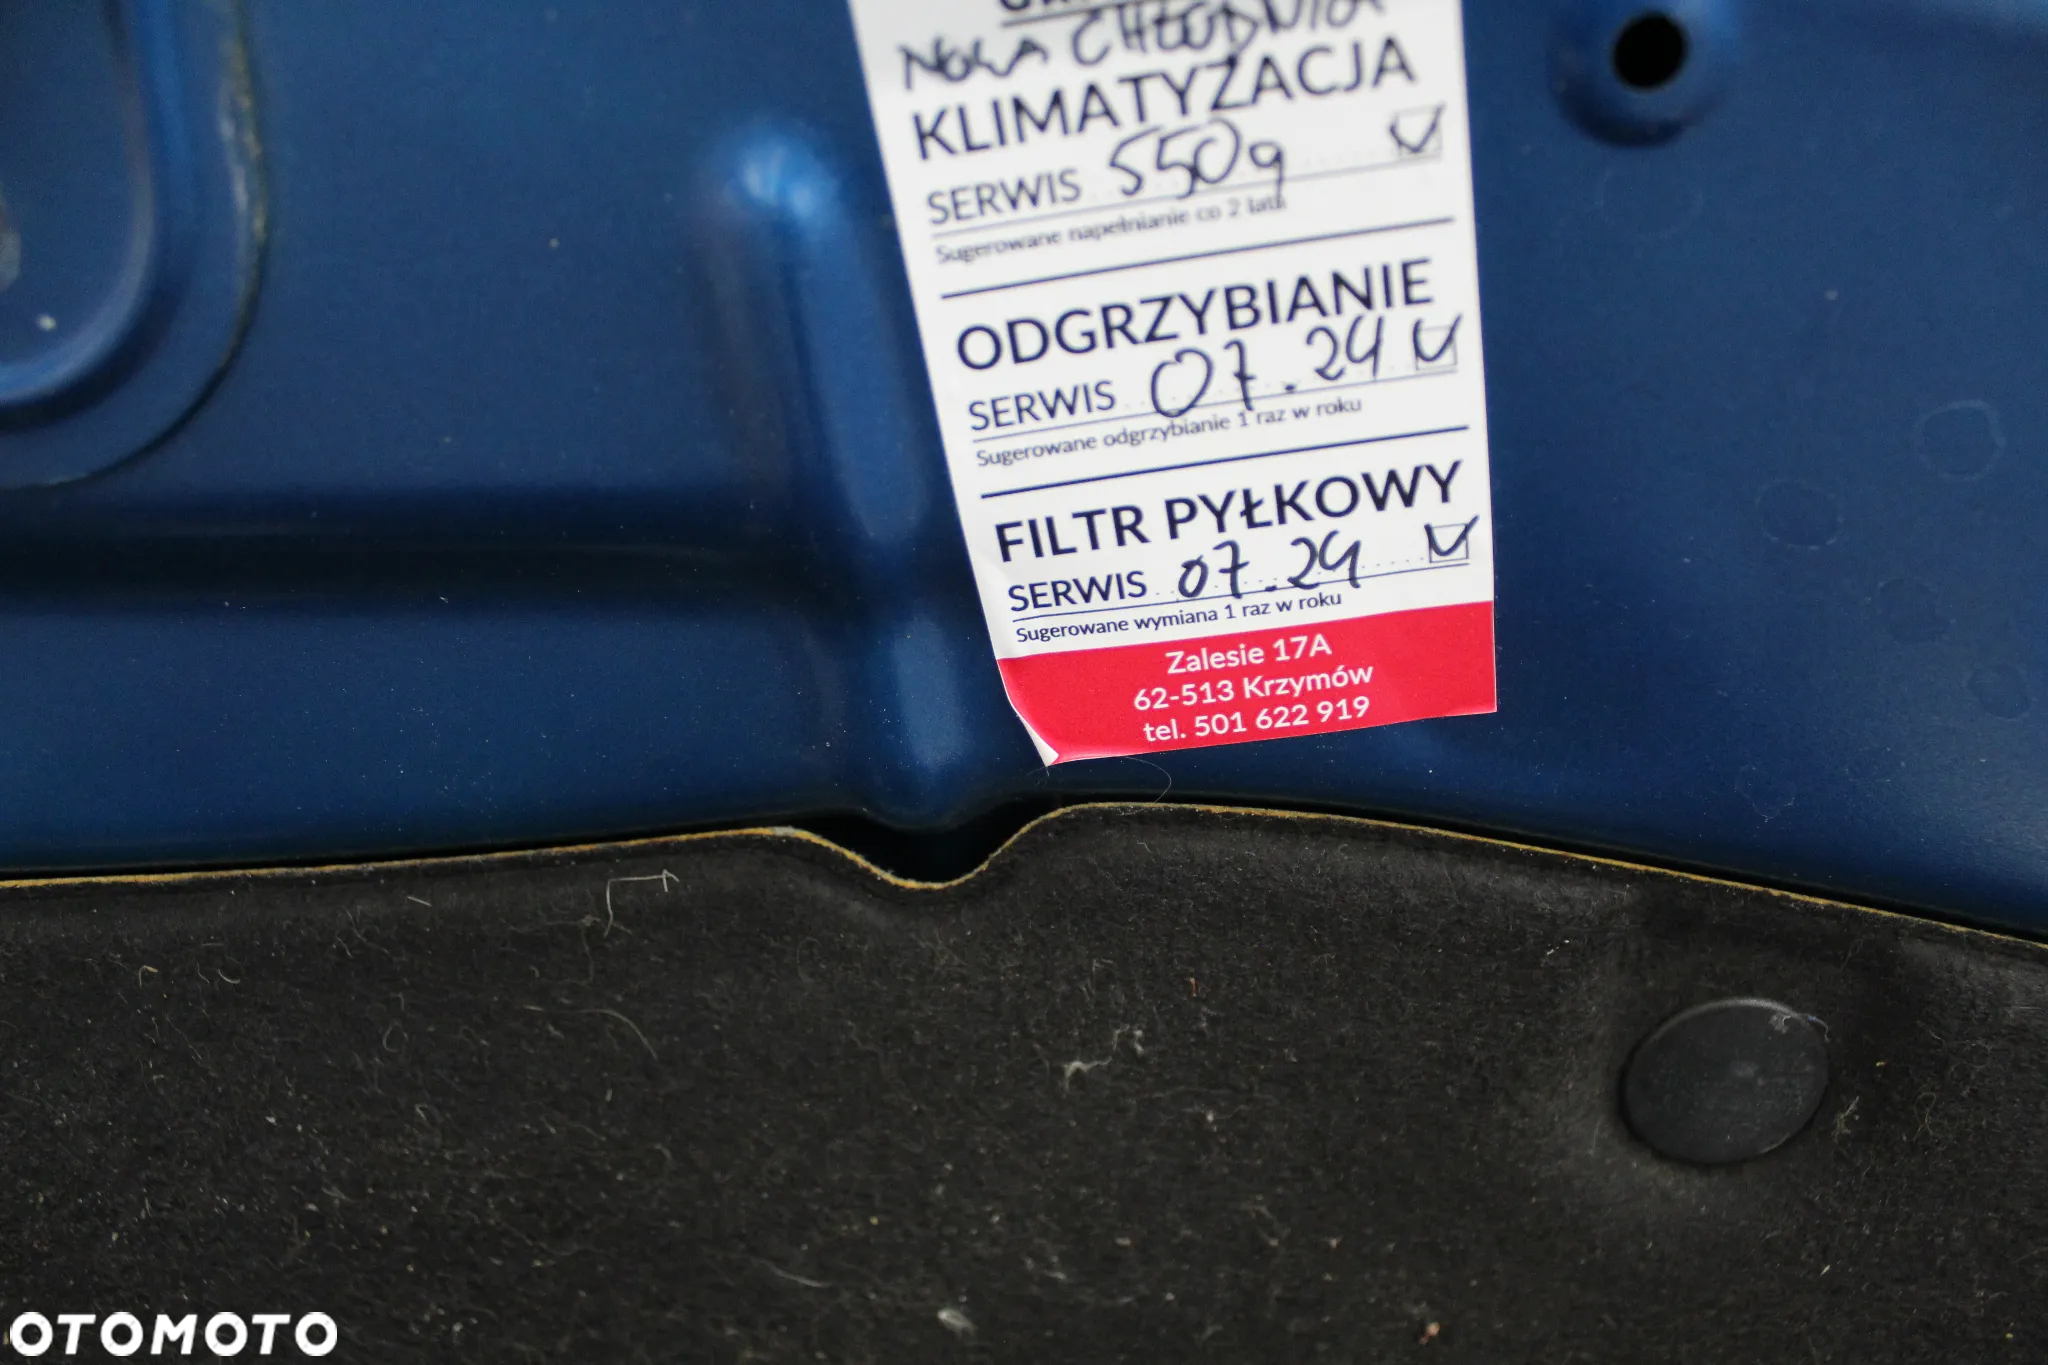 NOWA CHŁODNICA
KLIMATYZACJA
SERWIS 550g
Sugerowane napełnianie co 2 lata
ODGRZYBIANIE
SERWIS 07.24
Sugerowane odgrzybianie 1 raz w roku
FILTR PYŁKOWY
SERWIS 07.24
Sugerowane wymiana 1 raz w roku
Zalesie 17A
62-513 Krzymów
tel. 501 622 919
OTOMOTO